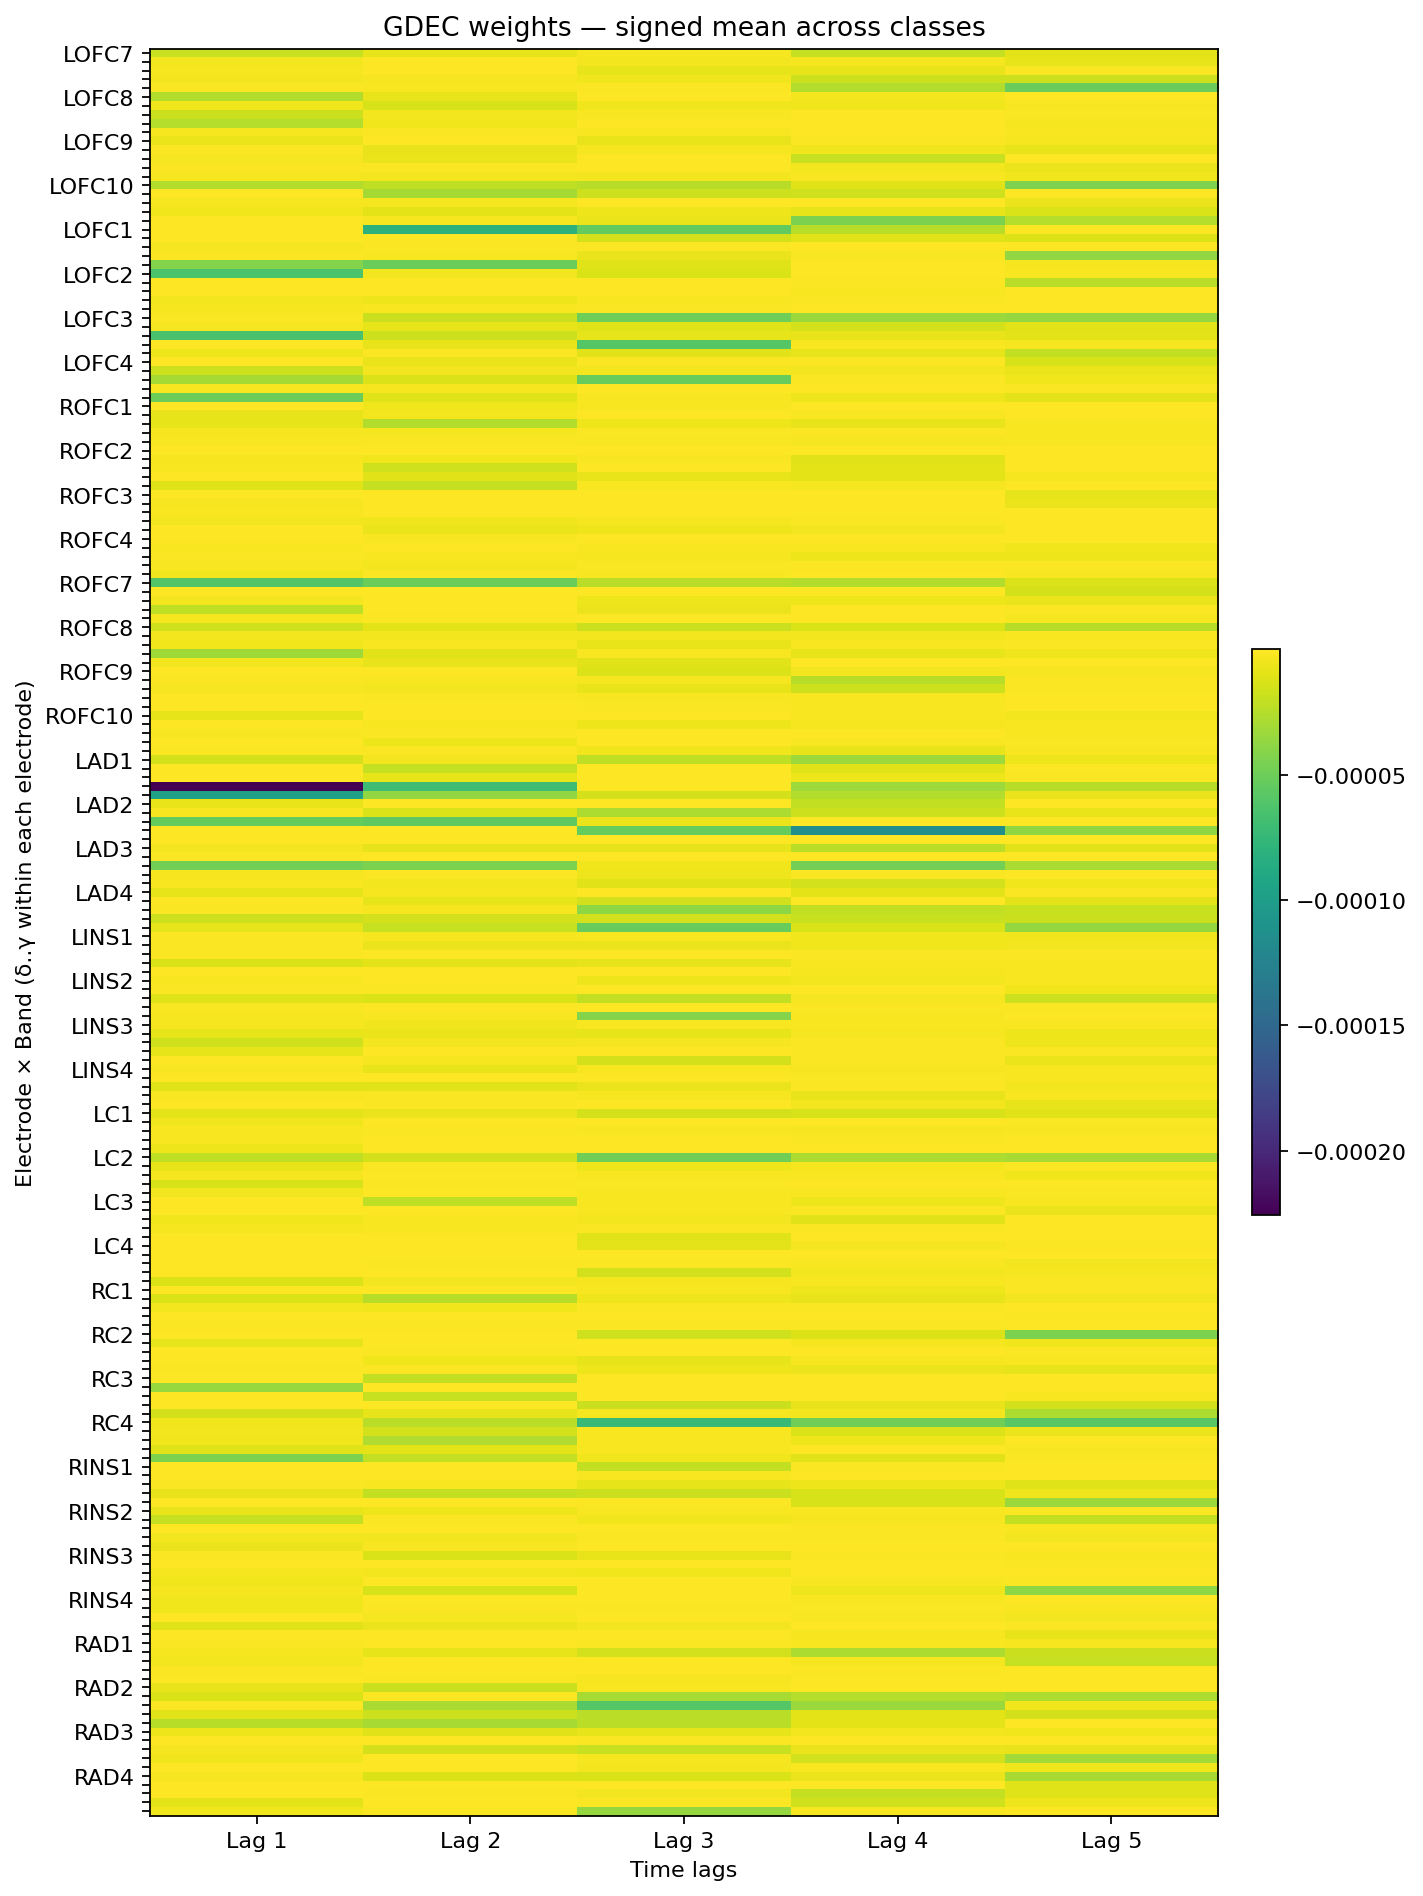 GDEC weights — signed mean across classes
LOFC7
LOFC8
LOFC9
LOFC10
LOFC1
LOFC2
LOFC3
LOFC4
ROFC1
ROFC2
ROFC3
ROFC4
ROFC7
ROFC8
ROFC9
ROFC10
LAD1
LAD2
LAD3
LAD4
LINS1
LINS2
LINS3
LINS4
LC1
LC2
LC3
LC4
RC1
RC2
RC3
RC4
RINS1
RINS2
RINS3
RINS4
RAD1
RAD2
RAD3
RAD4
Electrode × Band (δ..γ within each electrode)
Lag 1 Lag 2 Lag 3 Lag 4 Lag 5
Time lags
−0.00005
−0.00010
−0.00015
−0.00020